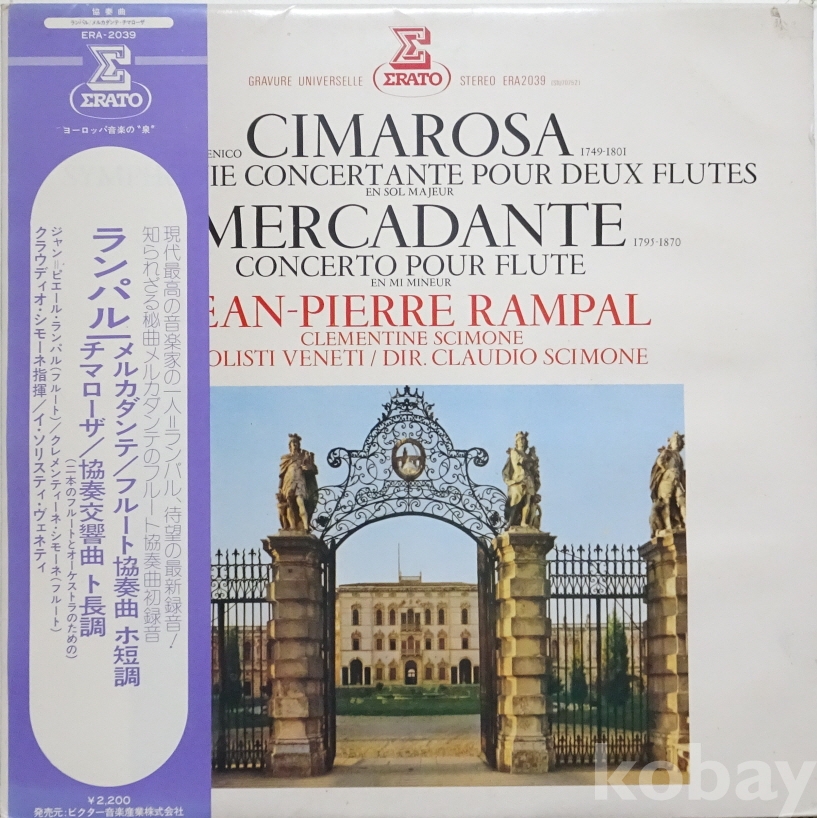 協奏曲
ランパル メルカダンテ・チマローザ
ERA-2039
ERATO
ヨーロッパ音楽の“泉”
現代最高の音楽家の一人=ランパル、待望の最新録音!
知られざる秘曲メルカダンテのフルート協奏曲初録音
ランパル/メルカダンテ/フルート協奏曲 ホ短調
チマローザ/協奏交響曲 ト長調
(二本のフルートとオーケストラのための)
ジャン=ピエール・ランパル(フルート)/クレメンティーネ・シモーネ(フルート)
クラウディオ・シモーネ指揮/イ・ソリスティ・ヴェネティ
¥2,200
発売元:ビクター音楽産業株式会社
GRAVURE UNIVERSELLE
ERATO
STEREO ERA2039
ENICO CIMAROSA 1749-1801
IE CONCERTANTE POUR DEUX FLUTES
EN SOL MAJEUR
MERCADANTE 1795-1870
CONCERTO POUR FLUTE
EN MI MINEUR
EAN-PIERRE RAMPAL
CLEMENTINE SCIMONE
OLISTI VENETI / DIR. CLAUDIO SCIMONE
kobay